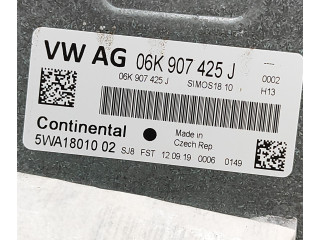 VW AG 06K 907 425 J
06K 907 425 J SIMOS18.10 0002
H13
Continental
Made in
Czech Rep
5WA18010 02 SJ8 FST 12.09.19 0006 0149